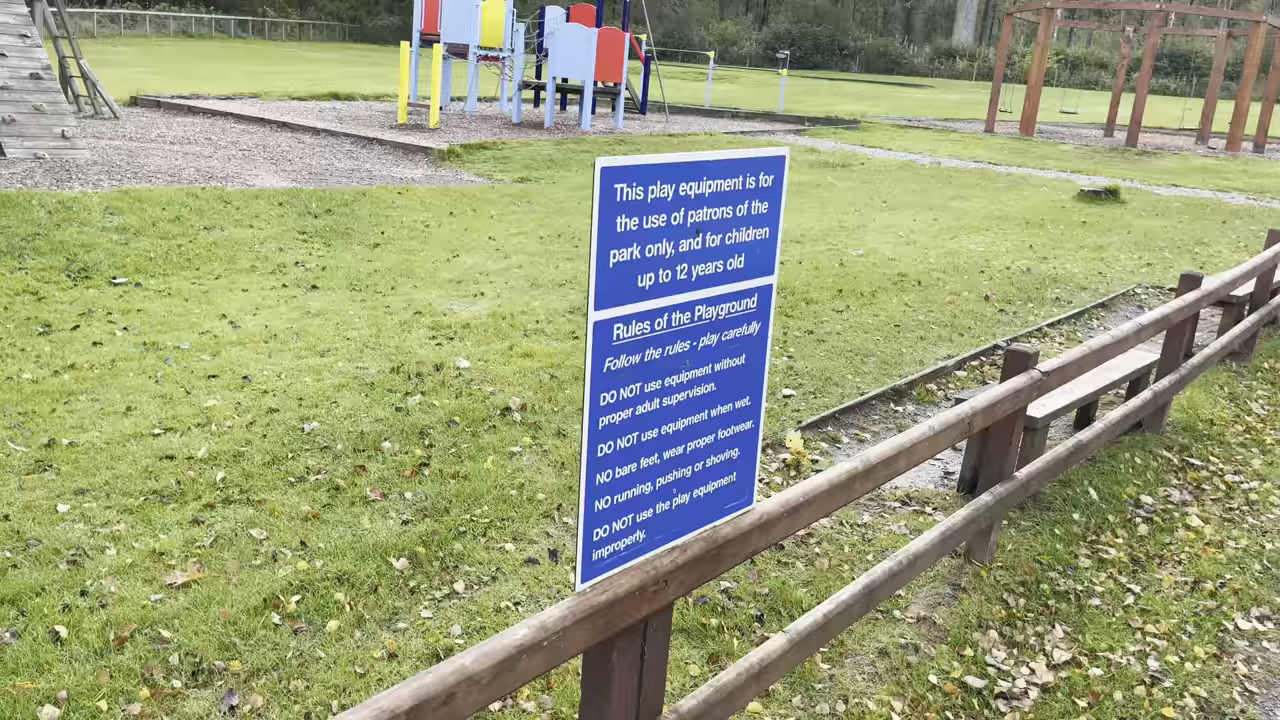 This play equipment is for
the use of patrons of the
park only, and for children
up to 12 years old
Rules of the Playground
Follow the rules - play carefully
DO NOT use equipment without
proper adult supervision.
DO NOT use equipment when wet.
NO bare feet, wear proper footwear.
NO running, pushing or shoving.
DO NOT use the play equipment
improperly.